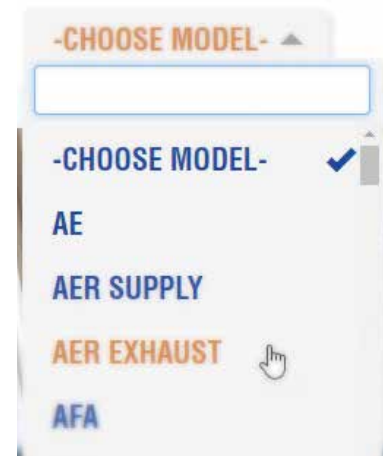 -CHOOSE MODEL-
-CHOOSE MODEL-
AE
AER SUPPLY
AER EXHAUST
AFA